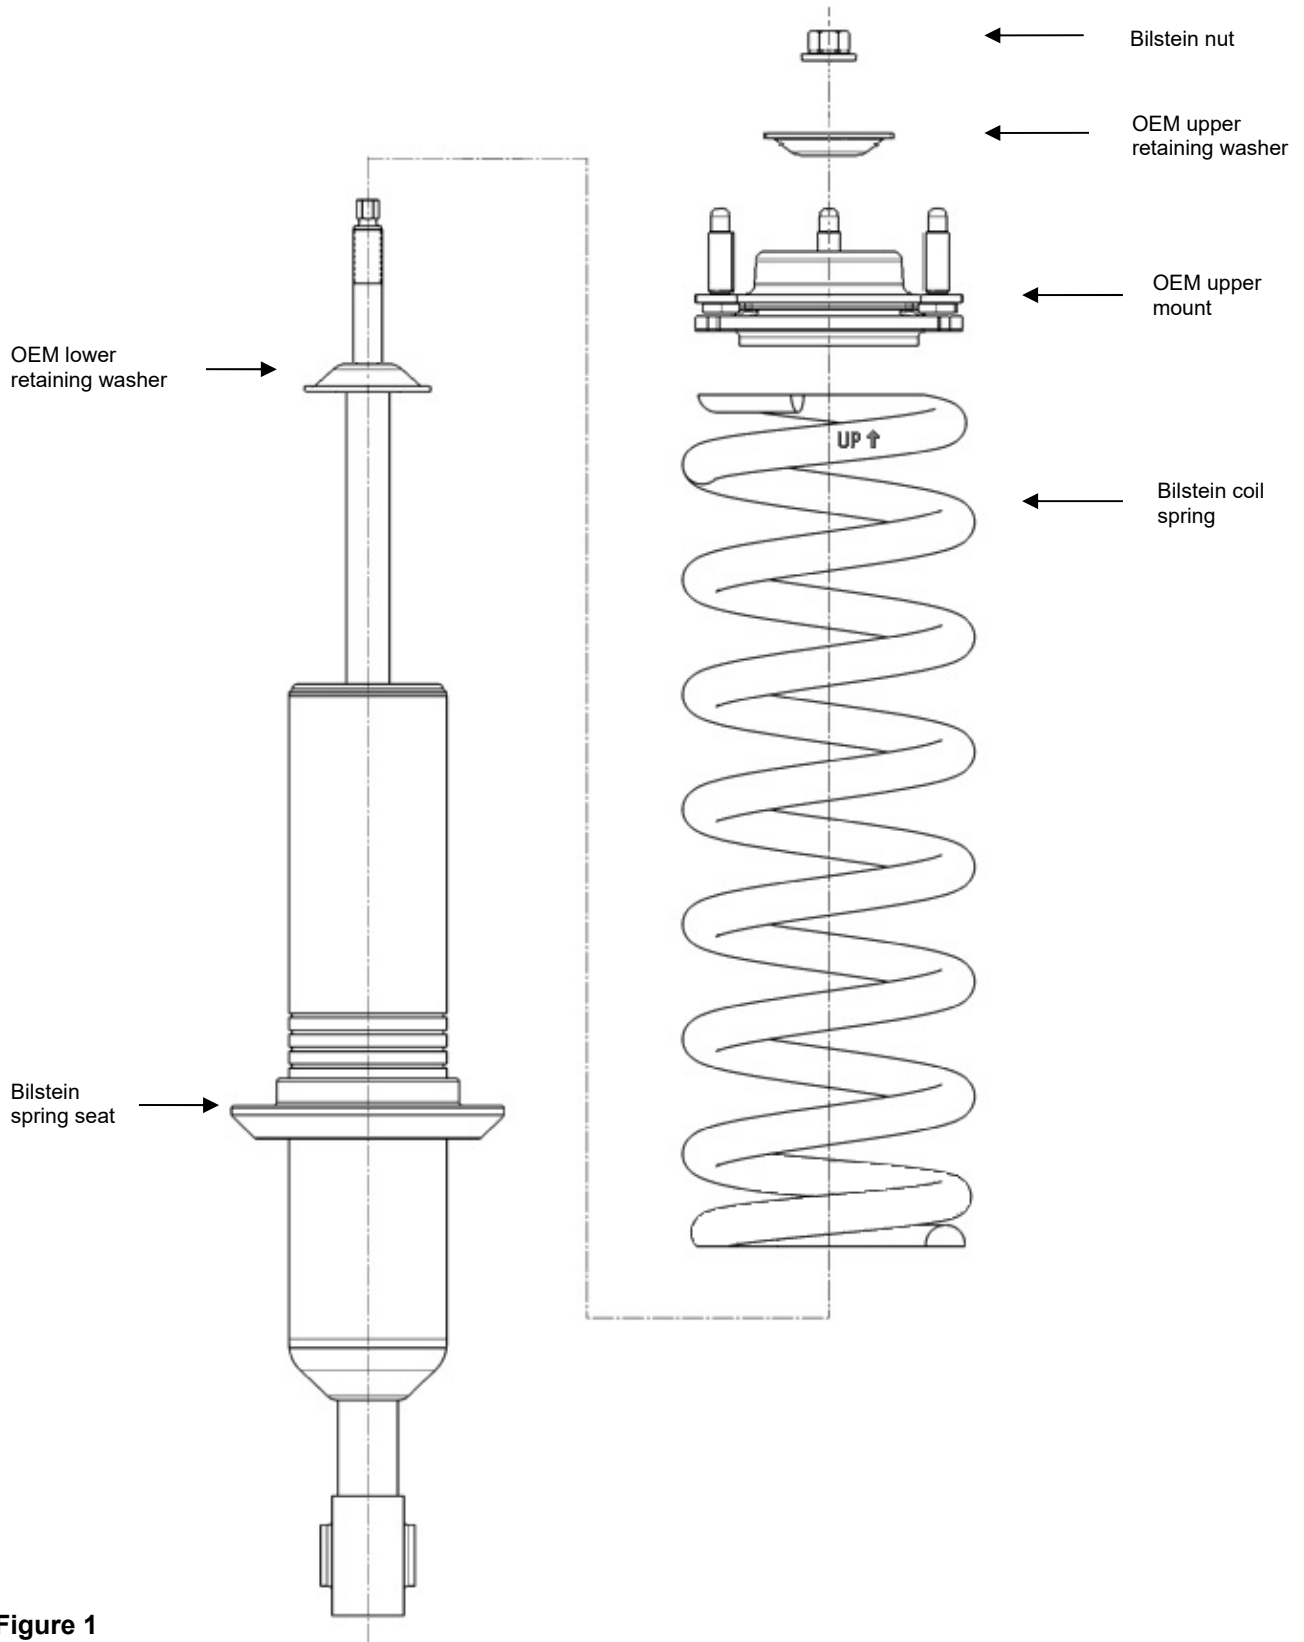 Bilstein nut
OEM upper
retaining washer
OEM upper
mount
OEM lower
retaining washer
UP ↑
Bilstein coil
spring
Bilstein
spring seat
Figure 1